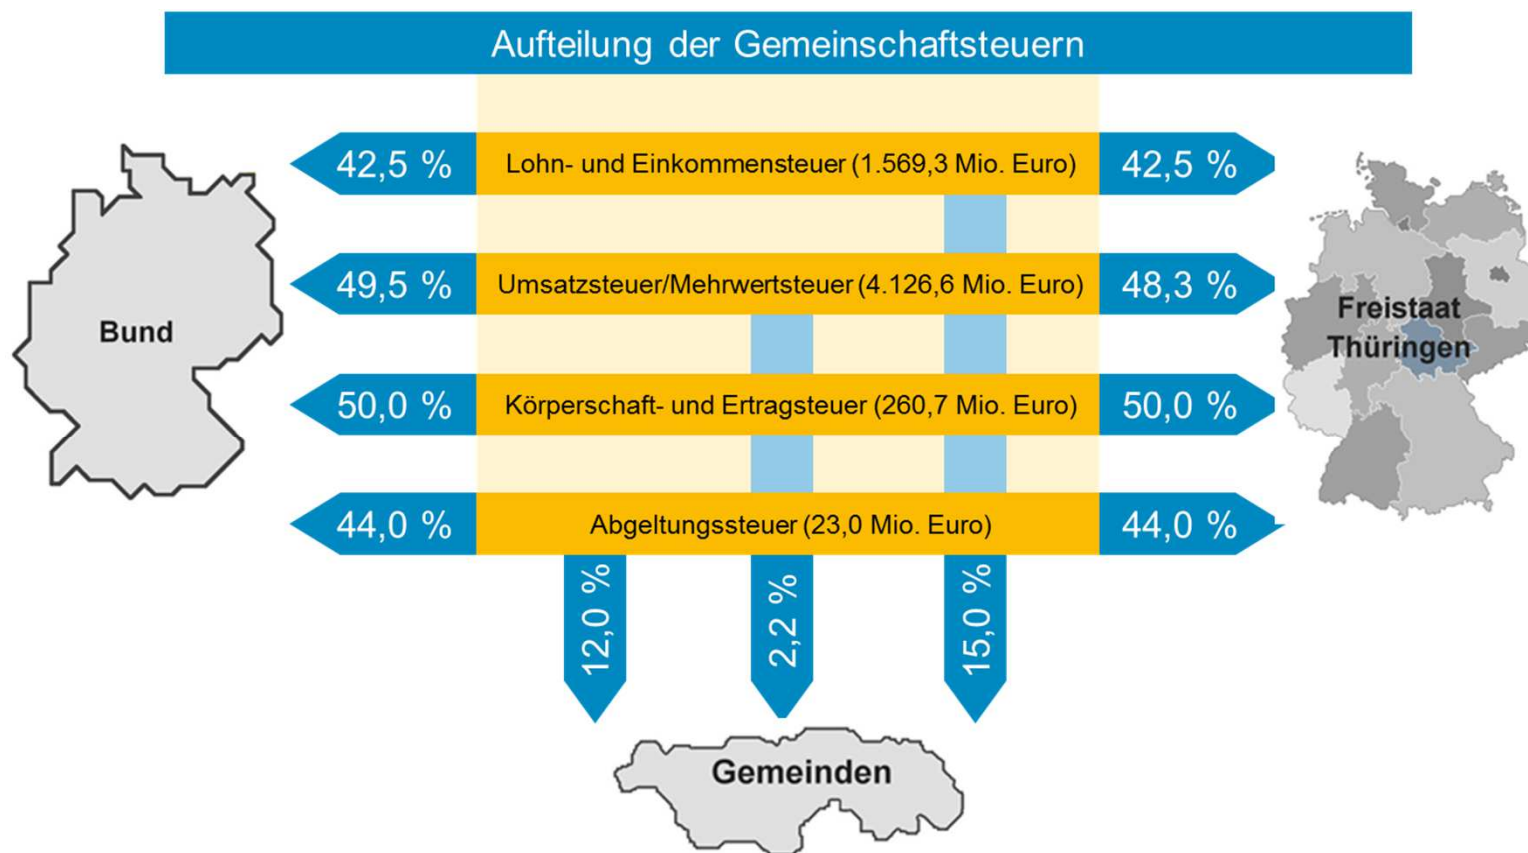 Aufteilung der Gemeinschaftsteuern
42,5 %
Lohn- und Einkommensteuer (1.569,3 Mio. Euro)
42,5 %
49,5 %
Umsatzsteuer/Mehrwertsteuer (4.126,6 Mio. Euro)
48,3 %
Bund
Freistaat
Thüringen
50,0 %
Körperschaft- und Ertragsteuer (260,7 Mio. Euro)
50,0 %
44,0 %
Abgeltungssteuer (23,0 Mio. Euro)
44,0 %
12,0 %
2,2 %
15,0 %
Gemeinden